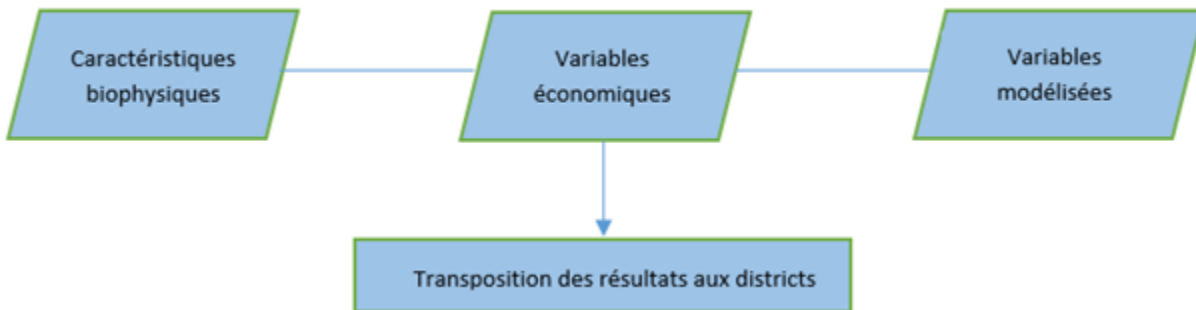 Caractéristiques
biophysiques
Variables
économiques
Variables
modélisées
Transposition des résultats aux districts